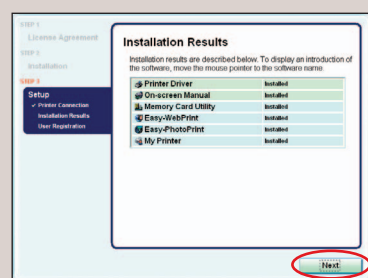 STEP 1
License Agreement
STEP 2
Installation
STEP 3
Setup
Printer Connection
Installation Results
User Registration
Installation Results
Installation results are described below. To display an introduction of
the software, move the mouse pointer to the software name.
Printer Driver Installed
On-screen Manual Installed
Memory Card Utility Installed
Easy-WebPrint Installed
Easy-PhotoPrint Installed
My Printer Installed
Next